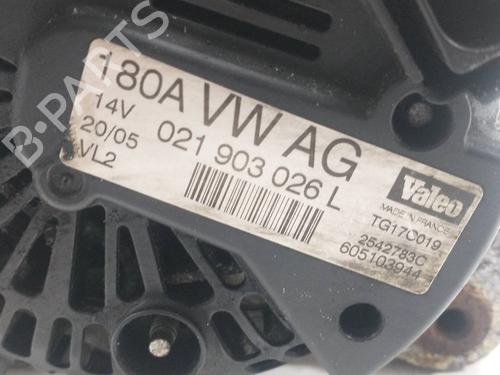 180A VW AG
14V 021 903 026 L
20/05
VL2
Valeo
MADE IN FRANCE
TG17C019
2542783C
605103944
B-PARTS